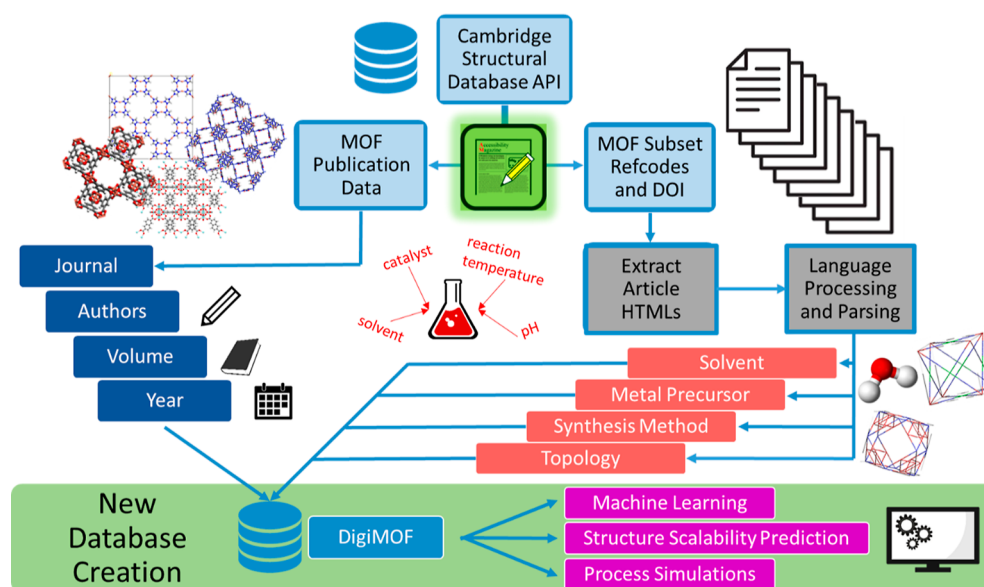 Cambridge
Structural
Database API
MOF
Publication
Data
MOF Subset
Refcodes
and DOI
Journal
Authors
Volume
Year
catalyst
reaction
temperature
solvent
pH
Extract
Article
HTMLs
Language
Processing
and Parsing
Solvent
Metal Precursor
Synthesis Method
Topology
New
Database
Creation
DigiMOF
Machine Learning
Structure Scalability Prediction
Process Simulations